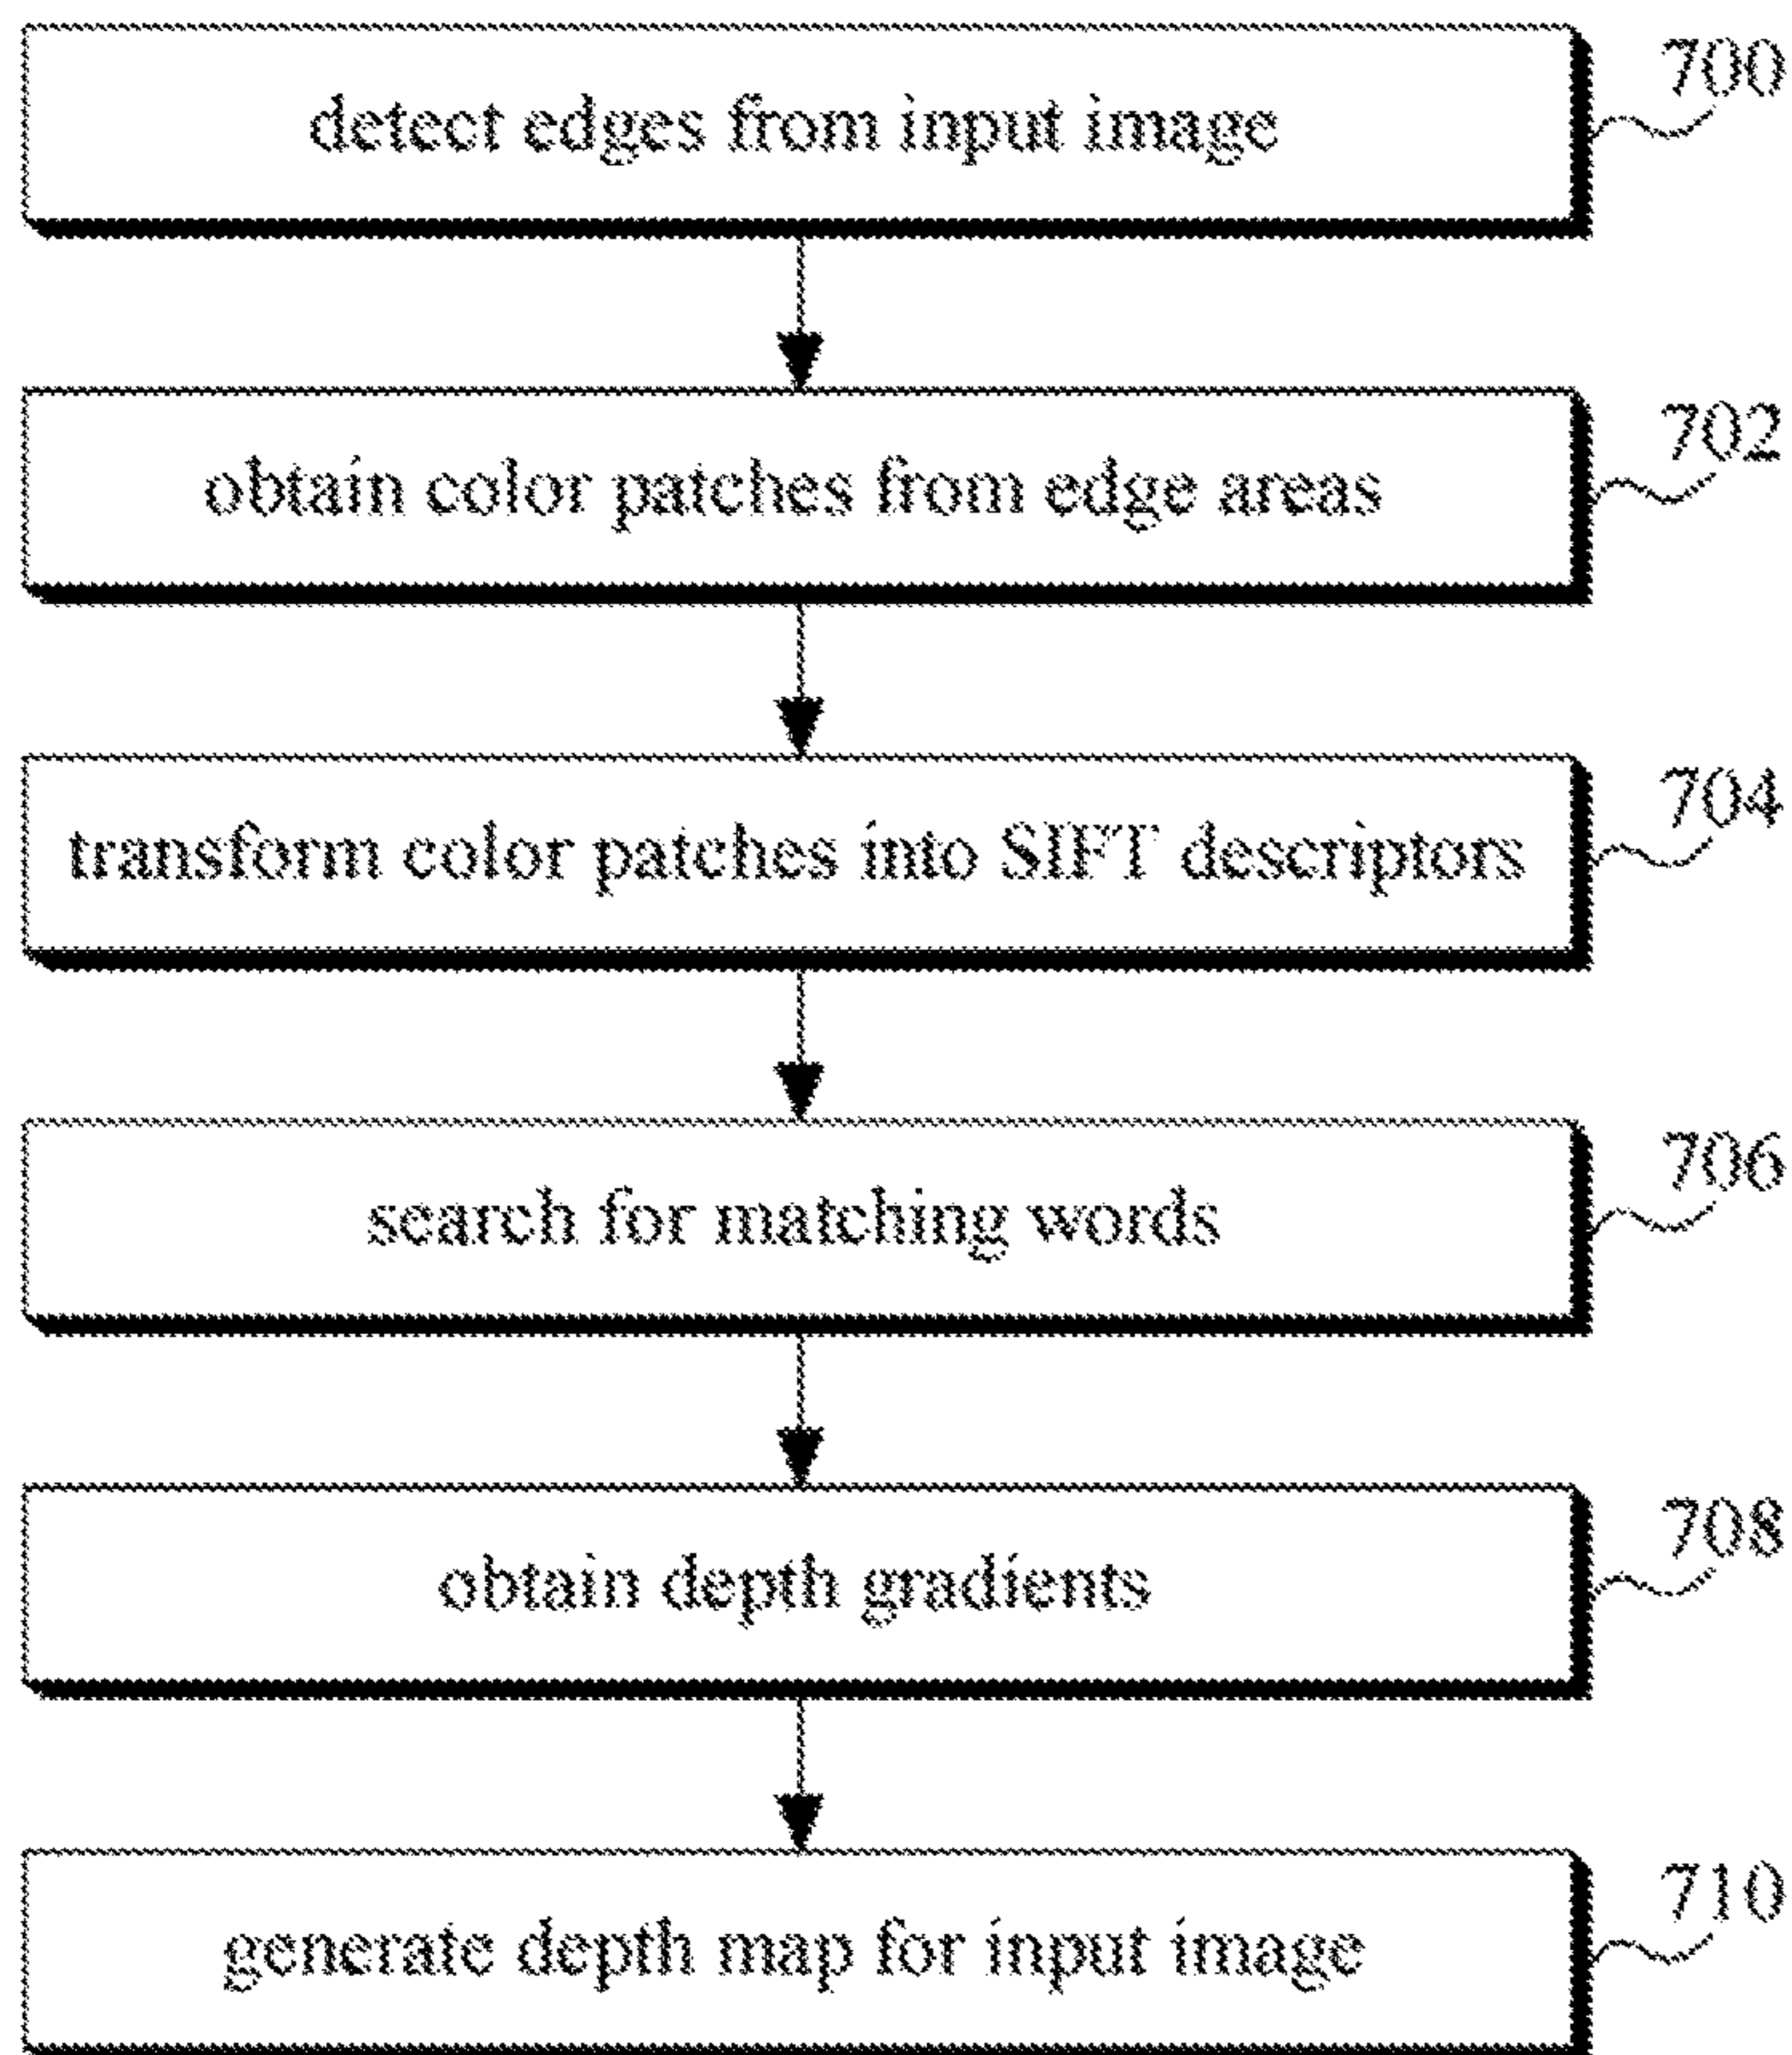 detect edges from input image
700
obtain color patches from edge areas
702
transform color patches into SIFT descriptors
704
search for matching words
706
obtain depth gradients
708
generate depth map for input image
710